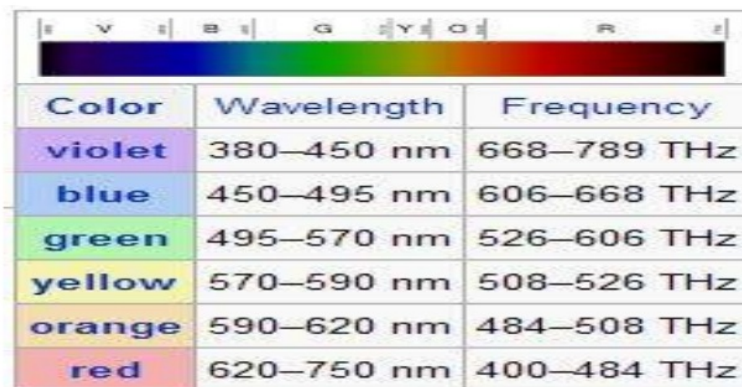 V B G Y O R
Color Wavelength Frequency
violet 380–450 nm 668–789 THz
blue 450–495 nm 606–668 THz
green 495–570 nm 526–606 THz
yellow 570–590 nm 508–526 THz
orange 590–620 nm 484–508 THz
red 620–750 nm 400–484 THz